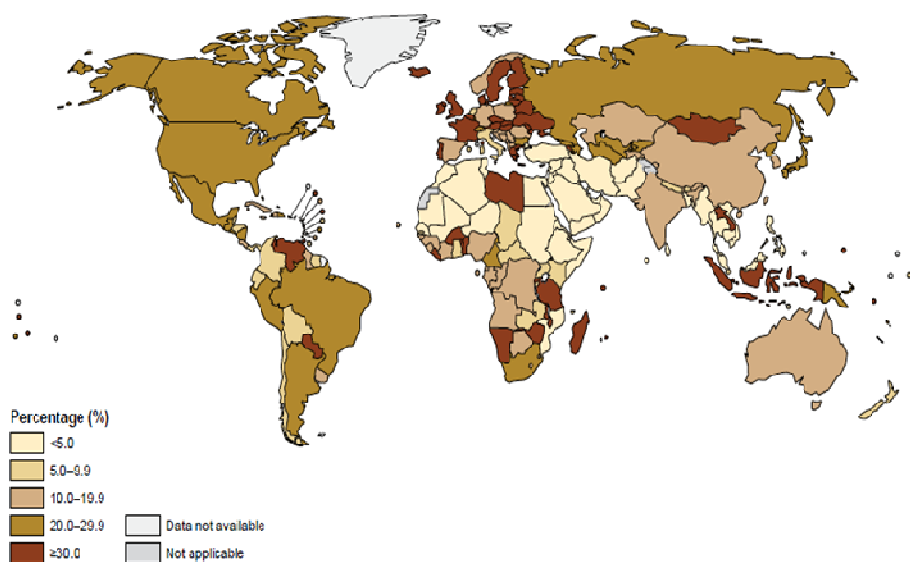 Percentage (%)
<5.0
5.0–9.9
10.0–19.9
20.0–29.9
≥30.0
Data not available
Not applicable